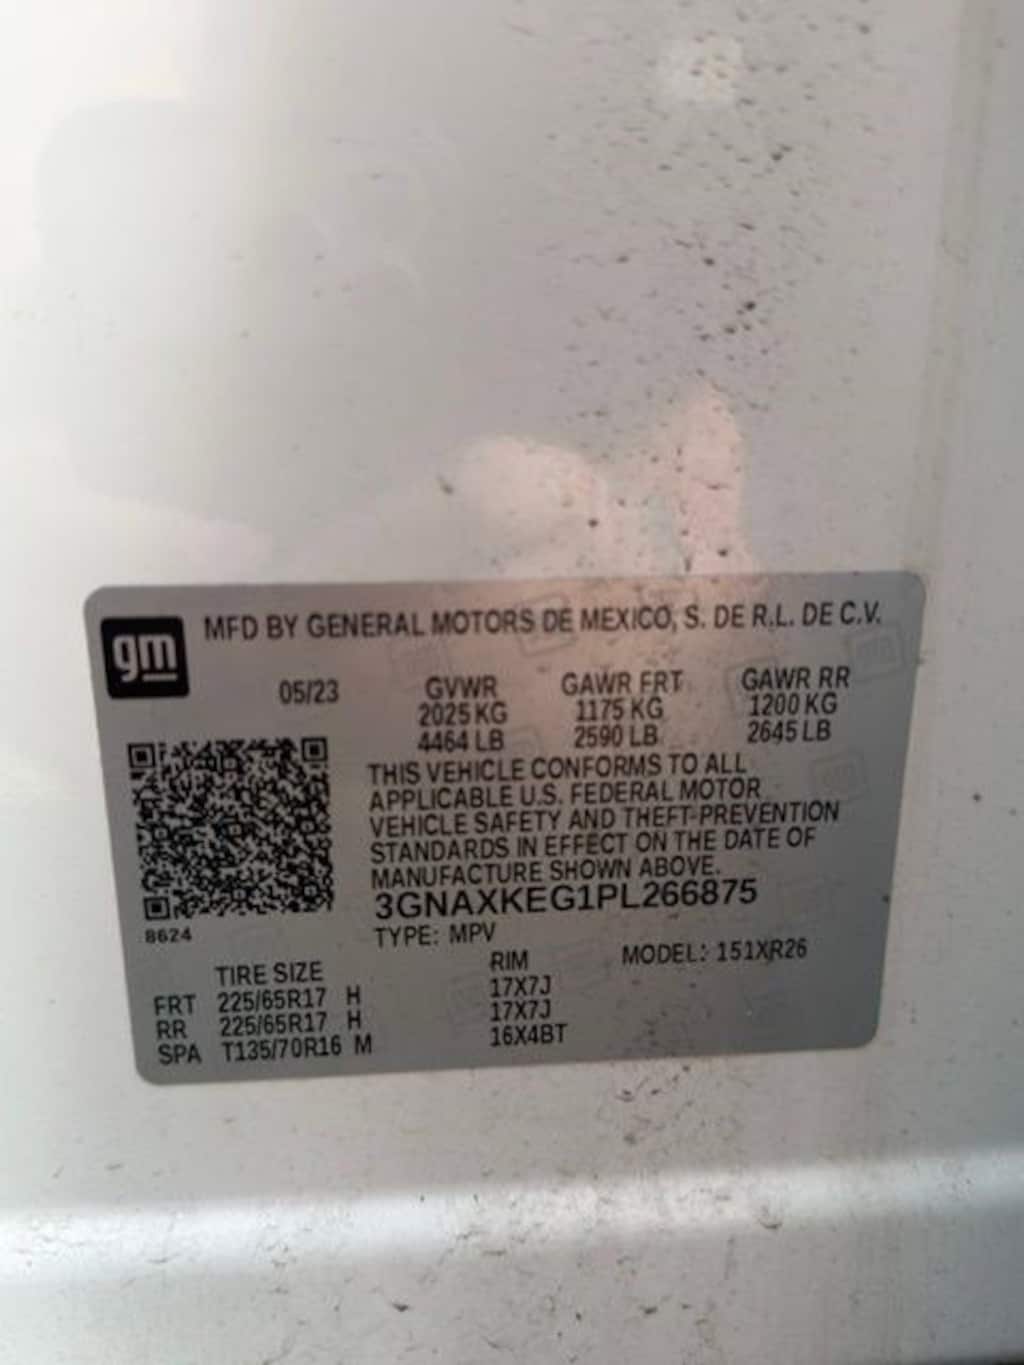 gm
MFD BY GENERAL MOTORS DE MEXICO, S. DE R.L. DE C.V.
05/23 GVWR GAWR FRT GAWR RR
2025 KG 1175 KG 1200 KG
4464 LB 2590 LB 2645 LB
THIS VEHICLE CONFORMS TO ALL
APPLICABLE U.S. FEDERAL MOTOR
VEHICLE SAFETY AND THEFT-PREVENTION
STANDARDS IN EFFECT ON THE DATE OF
MANUFACTURE SHOWN ABOVE.
3GNAXKEG1PL266875
8624
TYPE: MPV
TIRE SIZE RIM MODEL: 151XR26
FRT 225/65R17 H 17X7J
RR 225/65R17 H 17X7J
SPA T135/70R16 M 16X4BT